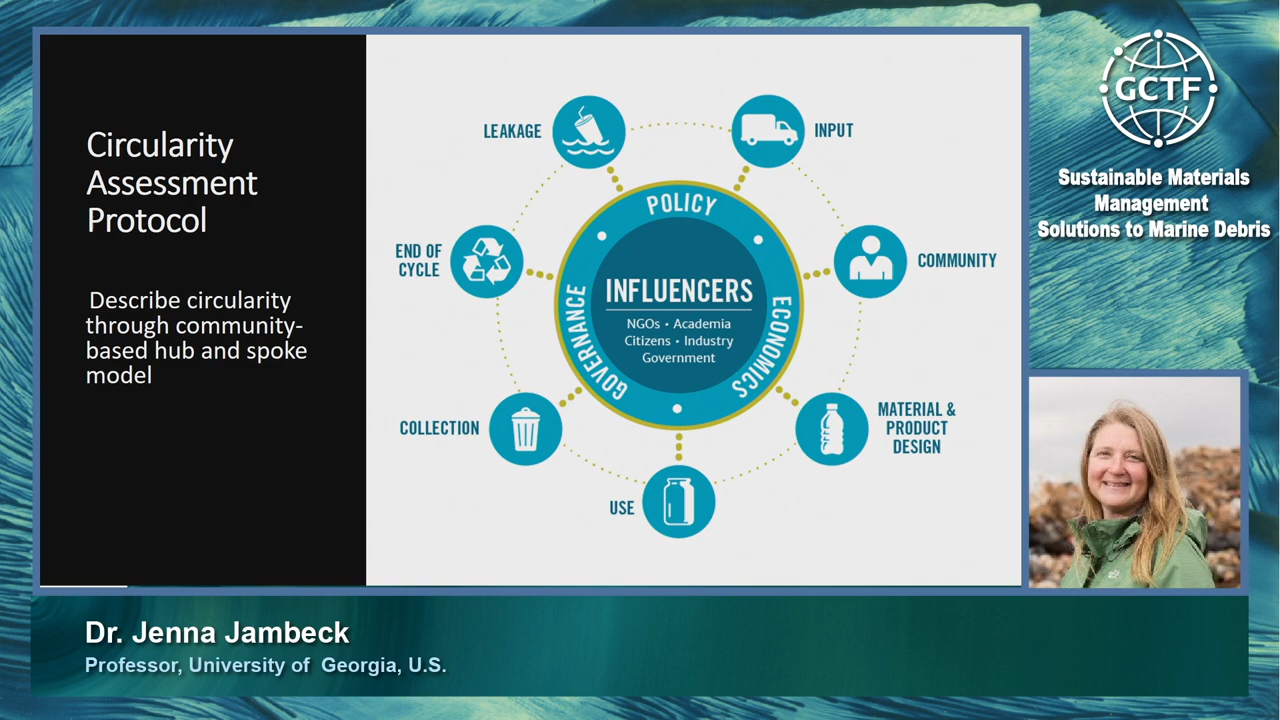 Circularity
Assessment
Protocol
Describe circularity
through community-
based hub and spoke
model
LEAKAGE
INPUT
END OF
CYCLE
COMMUNITY
COLLECTION
MATERIAL &
PRODUCT
DESIGN
USE
POLICY
GOVERNANCE
ECONOMICS
INFLUENCERS
NGOs • Academia
Citizens • Industry
Government
GCTF
Sustainable Materials
Management
Solutions to Marine Debris
Dr. Jenna Jambeck
Professor, University of Georgia, U.S.